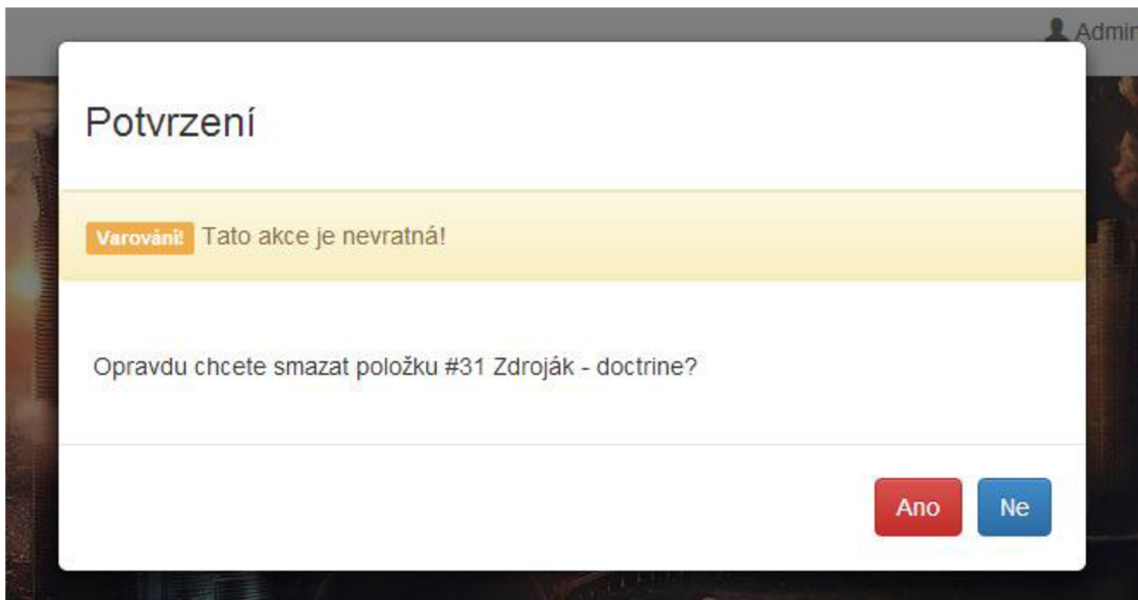 Admin
Potvrzení
Varování! Tato akce je nevratná!
Opravdu chcete smazat položku #31 Zdroják - doctrine?
Ano Ne